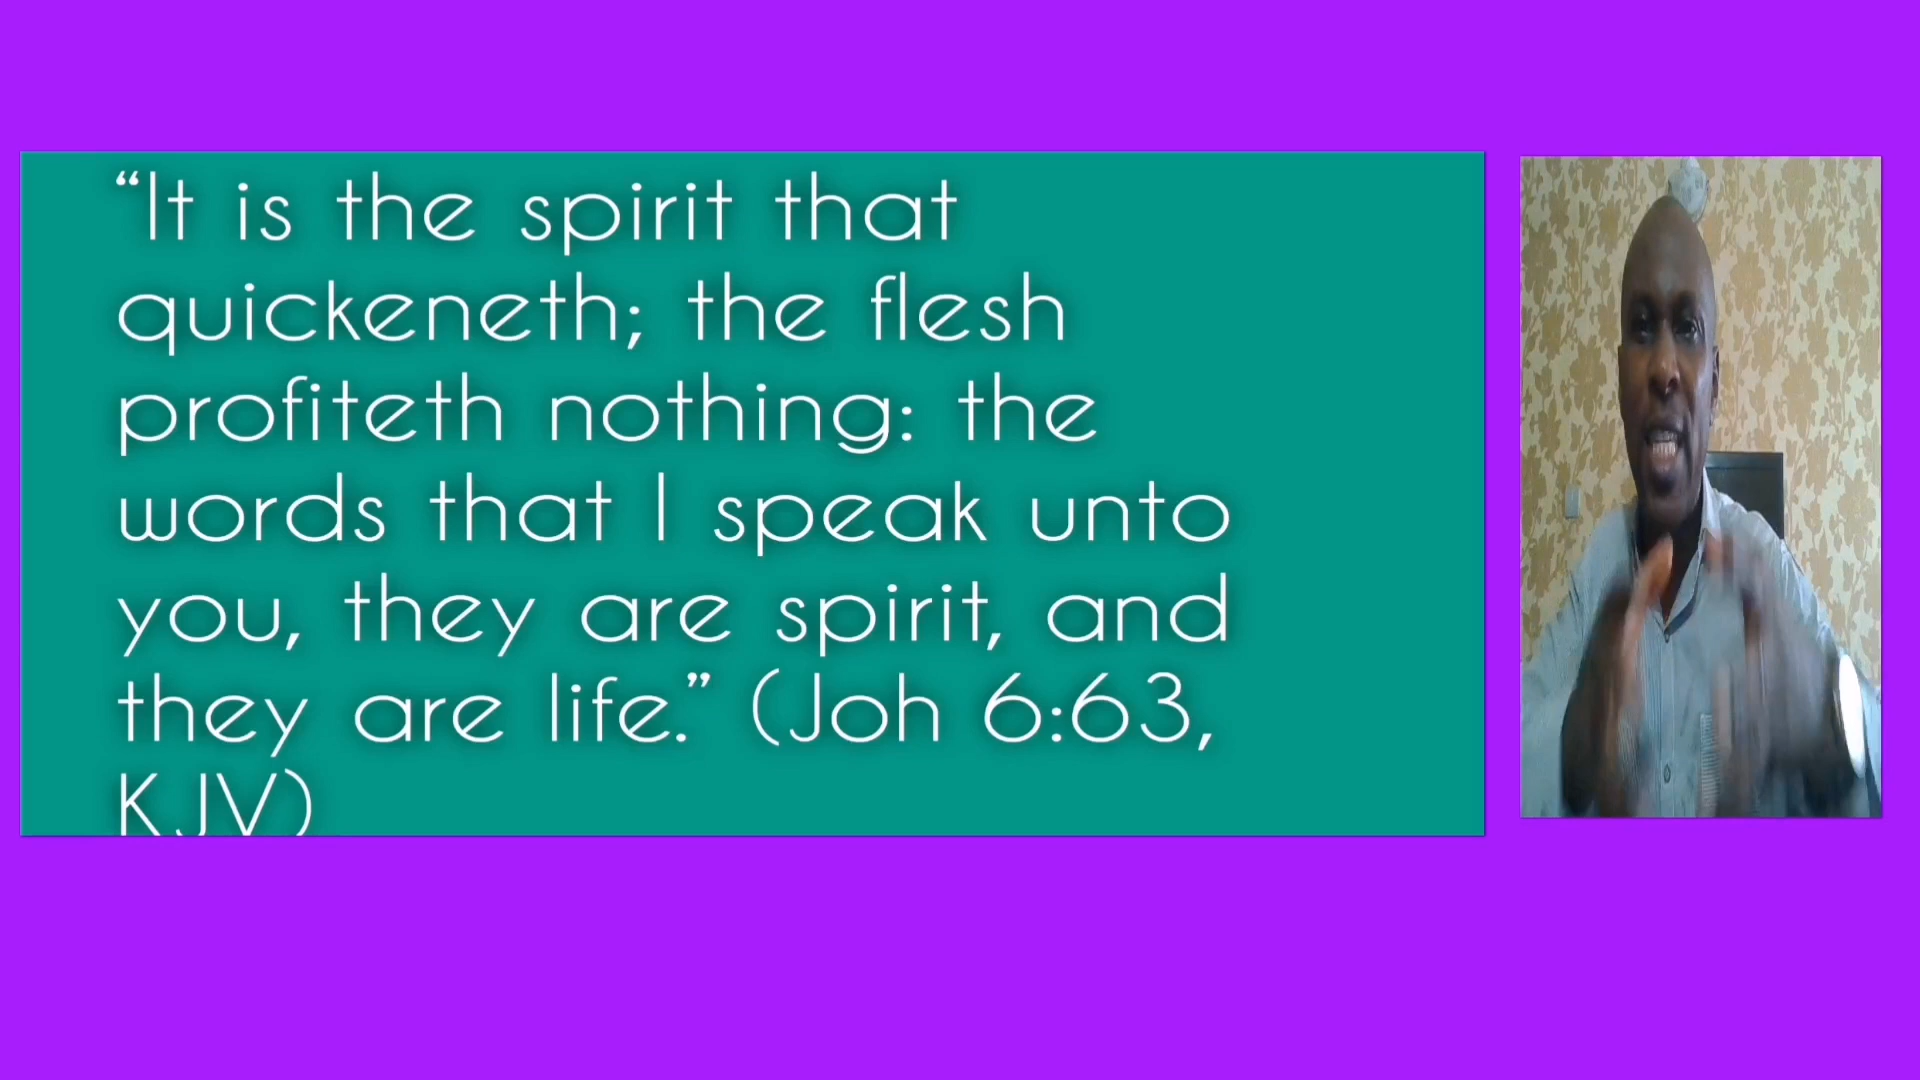 “It is the spirit that
quickeneth; the flesh
profiteth nothing: the
words that I speak unto
you, they are spirit, and
they are life.” (Joh 6:63,
KJV)